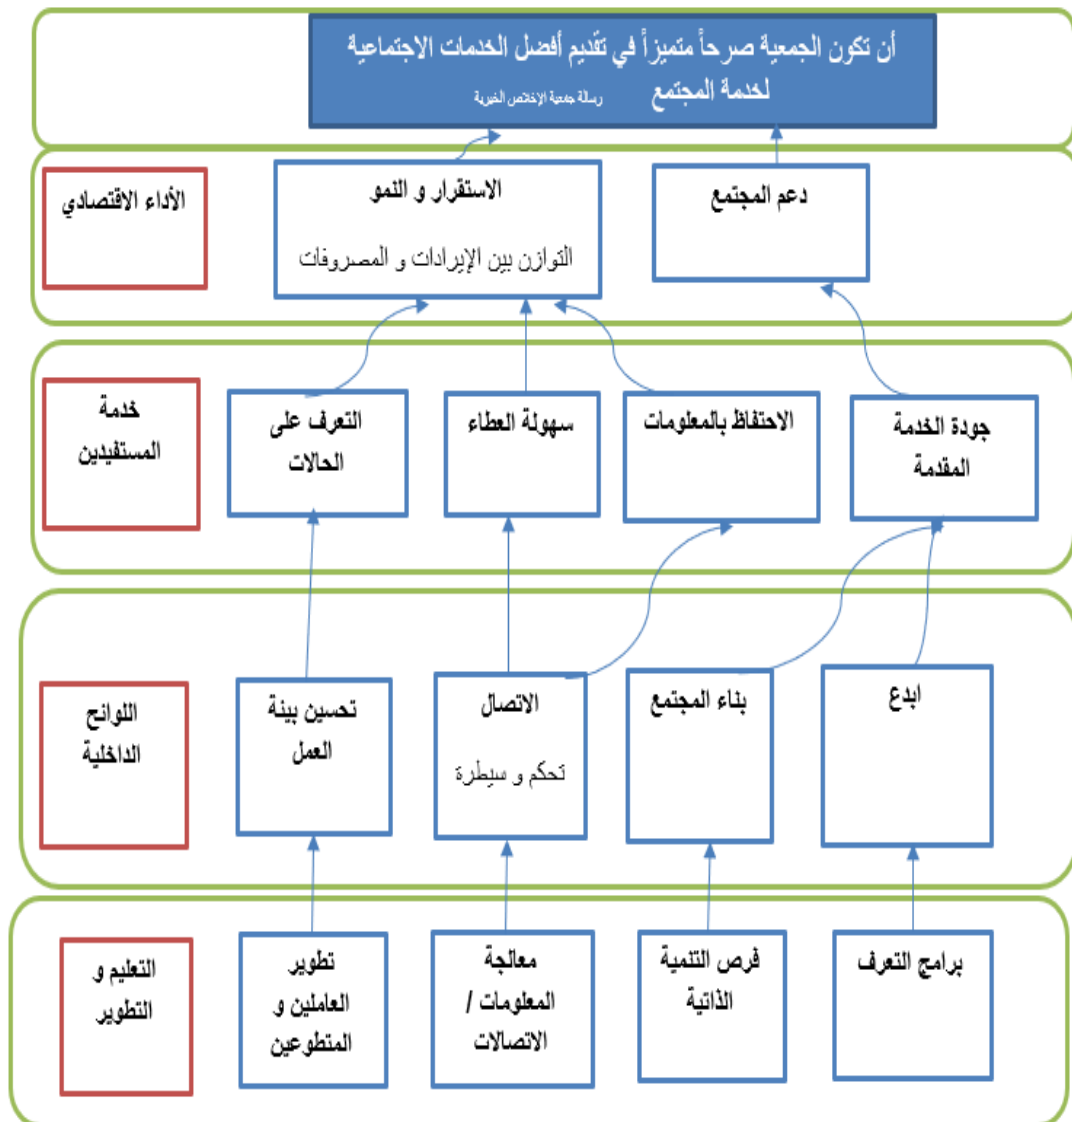 أن تكون الجمعية صرحاً متميزاً في تقديم أفضل الخدمات الاجتماعية
لخدمة المجتمع رسالة جمعية الإخلاص الخيرية
دعم المجتمع
الاستقرار و النمو
التوازن بين الإيرادات و المصروفات
الأداء الاقتصادي
جودة الخدمة
المقدمة
الاحتفاظ بالمعلومات
سهولة العطاء
التعرف على
الحالات
خدمة
المستفيدين
ابدع
بناء المجتمع
الاتصال
تحكم و سيطرة
تحسين بيئة
العمل
اللوائح
الداخلية
برامج التعرف
فرص التنمية
الذاتية
معالجة
المعلومات /
الاتصالات
تطوير
العاملين و
المتطوعين
التعليم و
التطوير